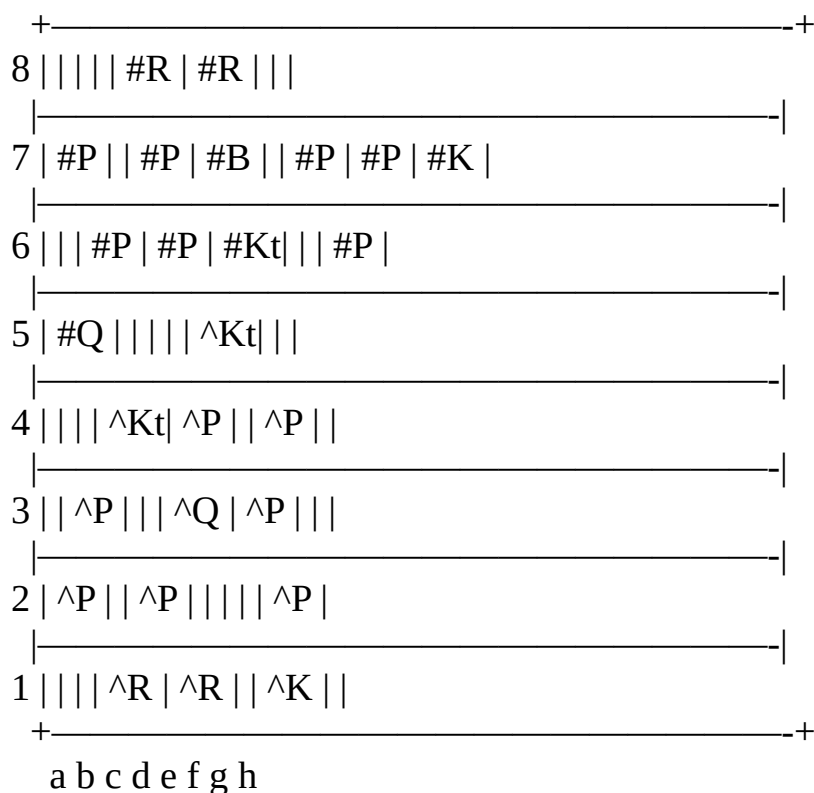 +———————————————————-+
8 | | | | | #R | #R | | |
|———————————————————-|
7 | #P | | #P | #B | | #P | #P | #K |
|———————————————————-|
6 | | | #P | #P | #Kt| | | #P |
|———————————————————-|
5 | #Q | | | | | ^Kt| | |
|———————————————————-|
4 | | | | ^Kt| ^P | | ^P | |
|———————————————————-|
3 | | ^P | | | ^Q | ^P | | |
|———————————————————-|
2 | ^P | | ^P | | | | | ^P |
|———————————————————-|
1 | | | | ^R | ^R | | ^K | |
+———————————————————-+
a b c d e f g h